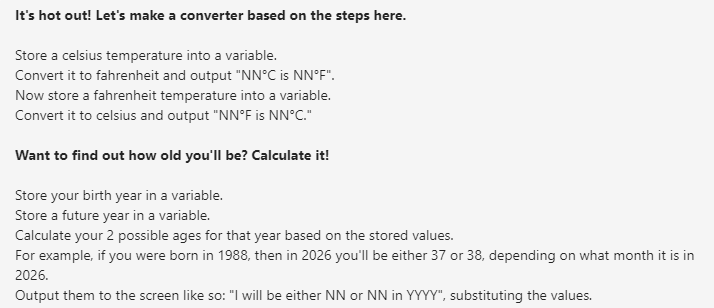 It's hot out! Let's make a converter based on the steps here.
Store a celsius temperature into a variable.
Convert it to fahrenheit and output "NN°C is NN°F".
Now store a fahrenheit temperature into a variable.
Convert it to celsius and output "NN°F is NN°C."
Want to find out how old you'll be? Calculate it!
Store your birth year in a variable.
Store a future year in a variable.
Calculate your 2 possible ages for that year based on the stored values.
For example, if you were born in 1988, then in 2026 you'll be either 37 or 38, depending on what month it is in
2026.
Output them to the screen like so: "I will be either NN or NN in YYYY", substituting the values.